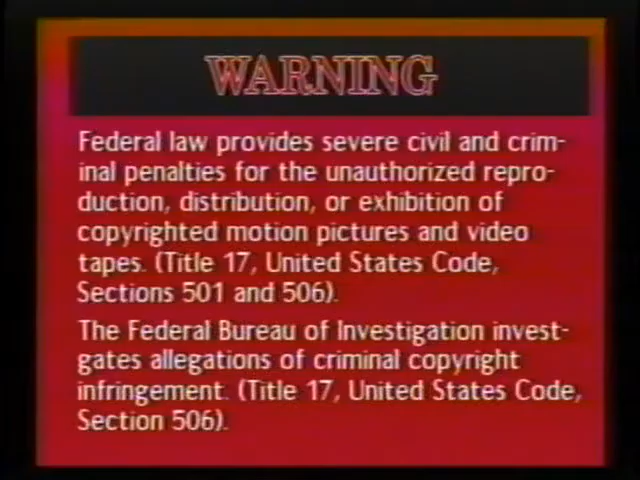 WARNING
Federal law provides severe civil and crim-
inal penalties for the unauthorized repro-
duction, distribution, or exhibition of
copyrighted motion pictures and video
tapes. (Title 17, United States Code,
Sections 501 and 506).
The Federal Bureau of Investigation invest-
gates allegations of criminal copyright
infringement. (Title 17, United States Code,
Section 506).